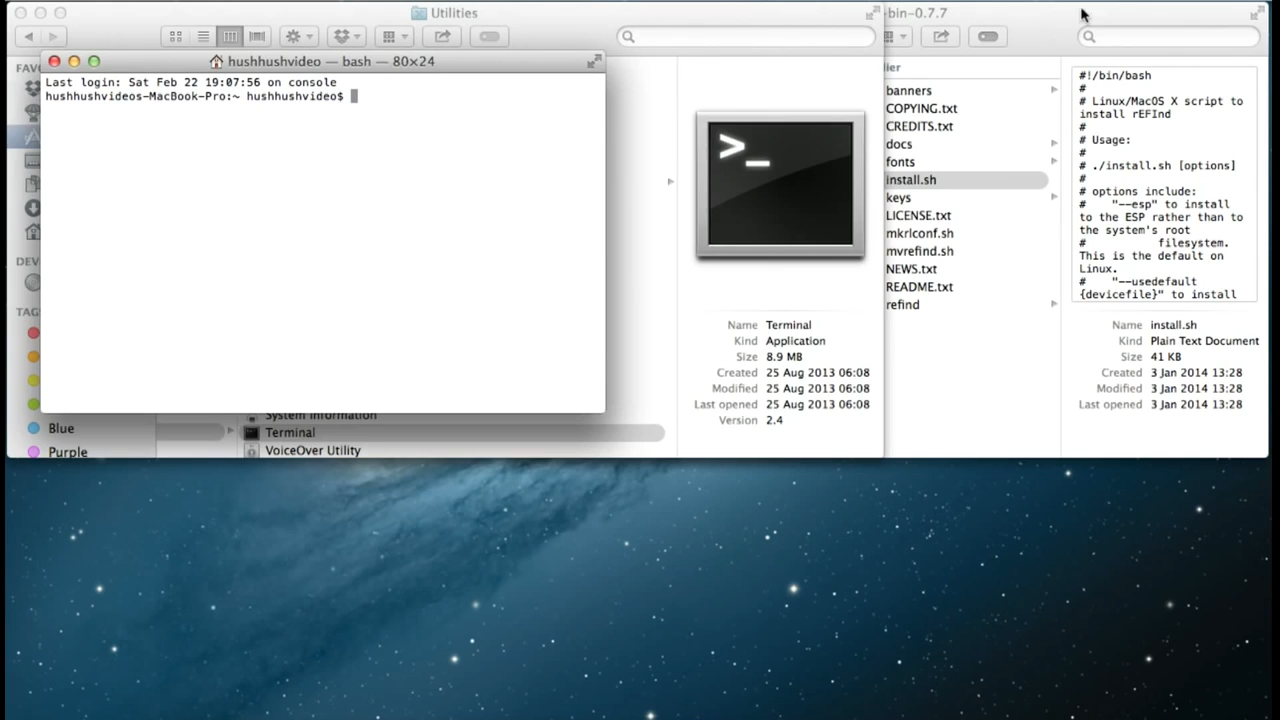 Utilities
bin-0.7.7
hushhushvideo — bash — 80×24
Last login: Sat Feb 22 19:07:56 on console
hushhushvideos-MacBook-Pro:~ hushhushvideo$
FAV
DEV
TAGS
Blue
Purple
System Information
Terminal
VoiceOver Utility
>_
Name Terminal
Kind Application
Size 8.9 MB
Created 25 Aug 2013 06:08
Modified 25 Aug 2013 06:08
Last opened 25 Aug 2013 06:08
Version 2.4
lier
banners
COPYING.txt
CREDITS.txt
docs
fonts
install.sh
keys
LICENSE.txt
mkrlconf.sh
mvrefind.sh
NEWS.txt
README.txt
refind
#!/bin/bash
#
# Linux/MacOS X script to
install rEFInd
#
# Usage:
#
# ./install.sh [options]
#
# options include:
# "--esp" to install
to the ESP rather than to
the system's root
# filesystem.
This is the default on
Linux.
# "--usedefault
{devicefile}" to install
Name install.sh
Kind Plain Text Document
Size 41 KB
Created 3 Jan 2014 13:28
Modified 3 Jan 2014 13:28
Last opened 3 Jan 2014 13:28